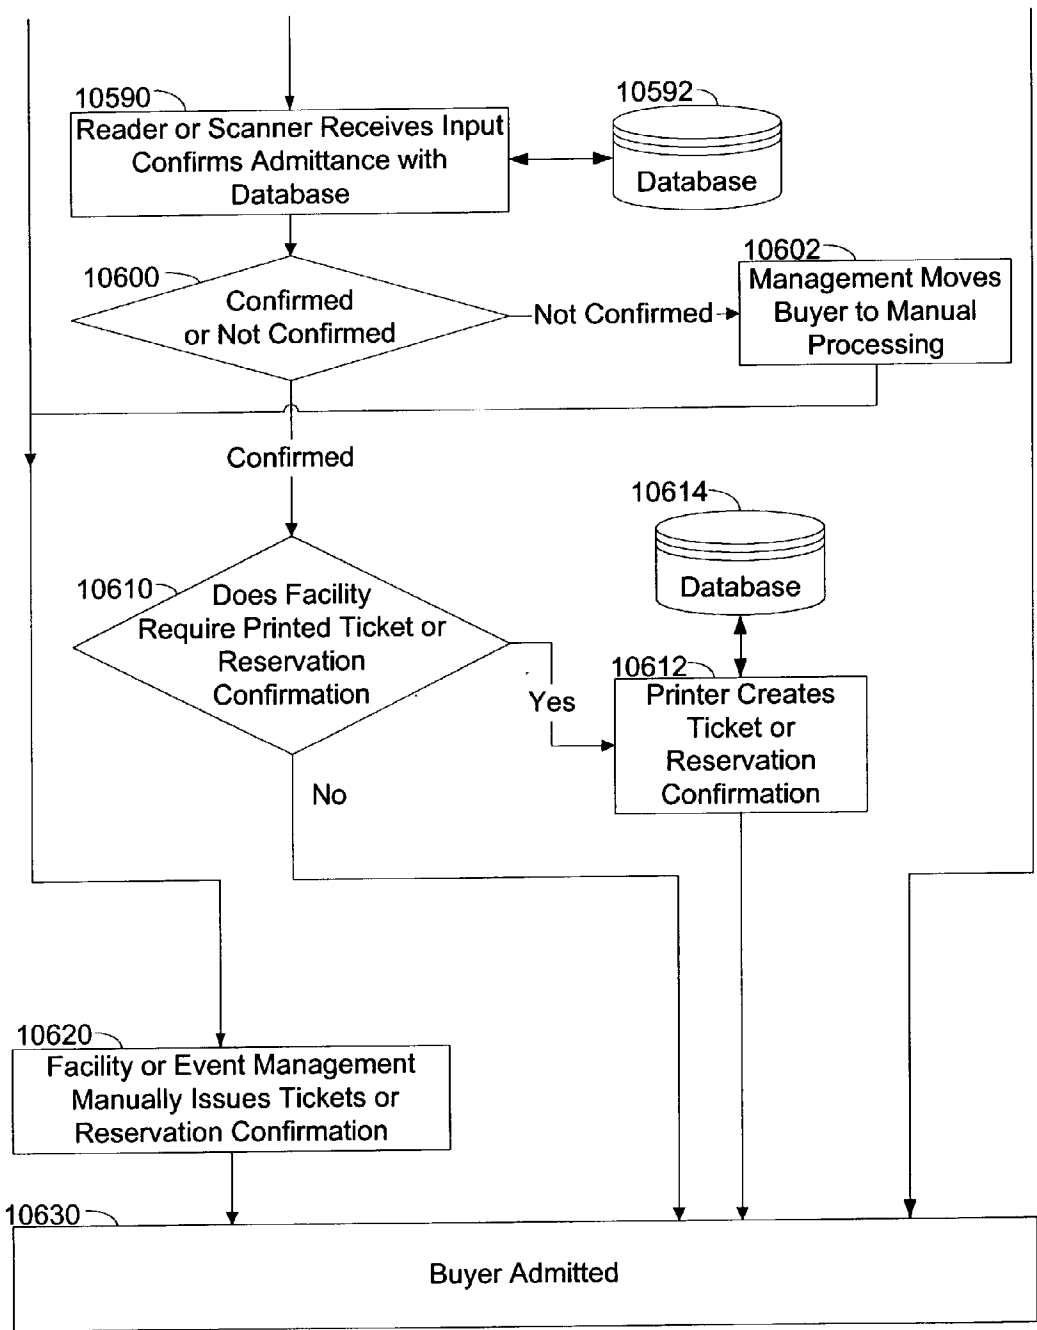 10590
Reader or Scanner Receives Input
Confirms Admittance with
Database
10592
Database
10600
Confirmed
or Not Confirmed
Not Confirmed
10602
Management Moves
Buyer to Manual
Processing
Confirmed
10610
Does Facility
Require Printed Ticket or
Reservation
Confirmation
Yes
No
10614
Database
10612
Printer Creates
Ticket or
Reservation
Confirmation
10620
Facility or Event Management
Manually Issues Tickets or
Reservation Confirmation
10630
Buyer Admitted